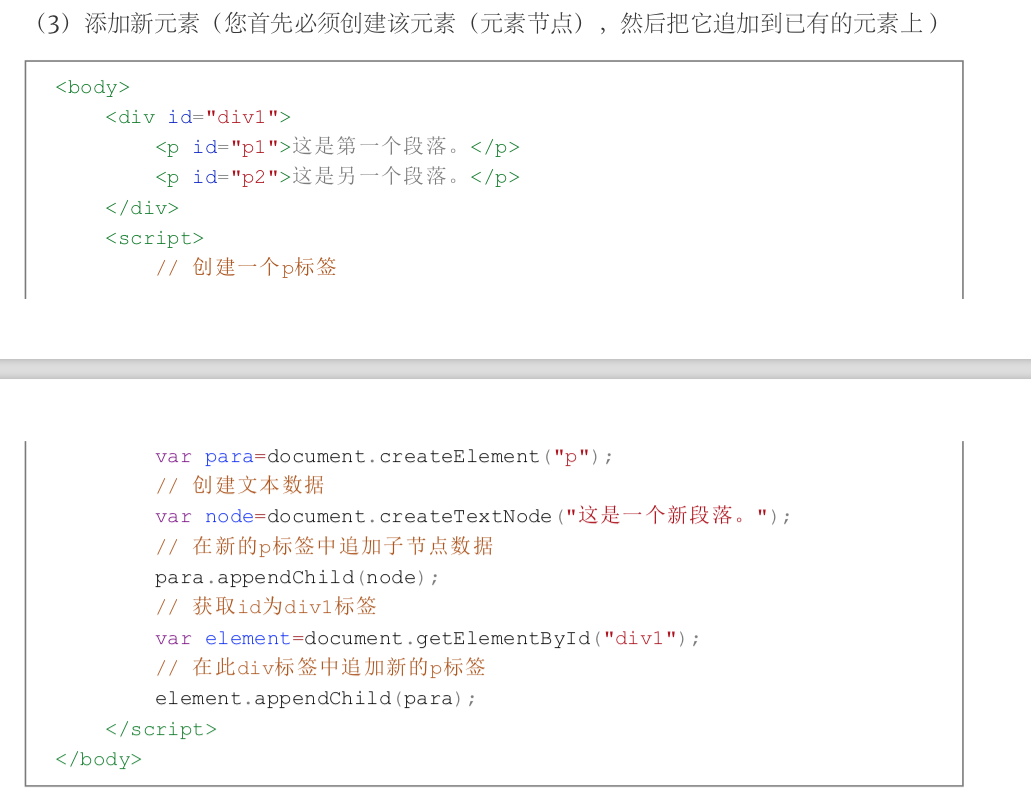 （3）添加新元素（您首先必须创建该元素（元素节点），然后把它追加到已有的元素上）
<body>
<div id="div1">
<p id="p1">这是第一个段落。</p>
<p id="p2">这是另一个段落。</p>
</div>
<script>
// 创建一个p标签
var para=document.createElement("p");
// 创建文本数据
var node=document.createTextNode("这是一个新段落。");
// 在新的p标签中追加子节点数据
para.appendChild(node);
// 获取id为div1标签
var element=document.getElementById("div1");
// 在此div标签中追加新的p标签
element.appendChild(para);
</script>
</body>